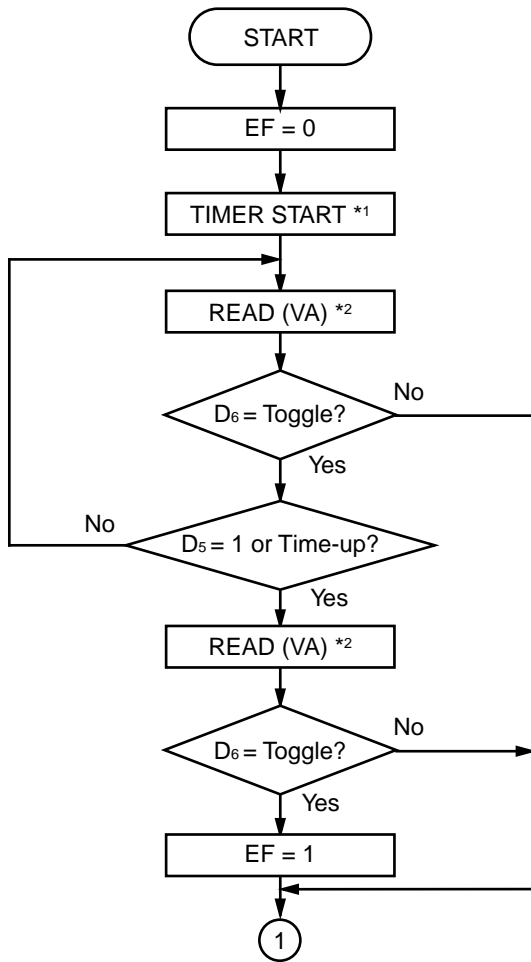 START
EF = 0
TIMER START *1
READ (VA) *2
D6 = Toggle?
No
Yes
No
D5 = 1 or Time-up?
Yes
READ (VA) *2
D6 = Toggle?
No
Yes
EF = 1
1